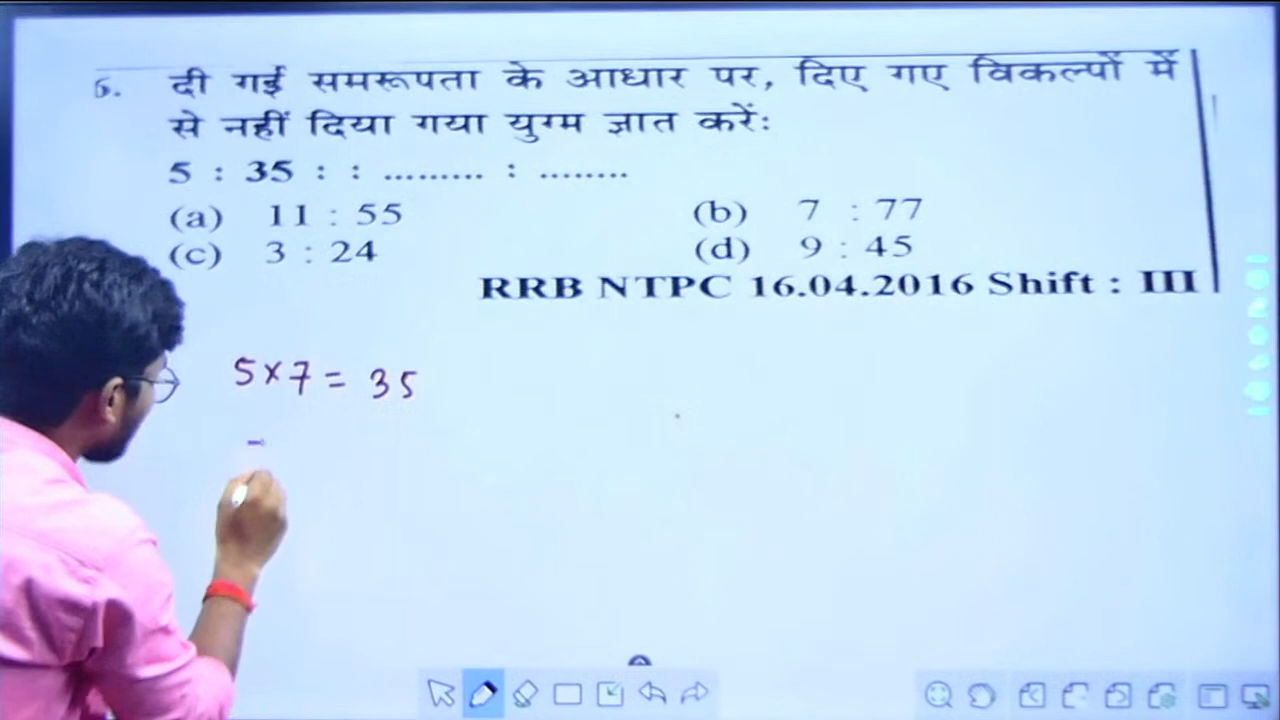 6. दी गई समरूपता के आधार पर, दिए गए विकल्पों में
से नहीं दिया गया युग्म ज्ञात करें:
5 : 35 : : ......... : ........
(a) 11 : 55 (b) 7 : 77
(c) 3 : 24 (d) 9 : 45
RRB NTPC 16.04.2016 Shift : III
5×7 = 35